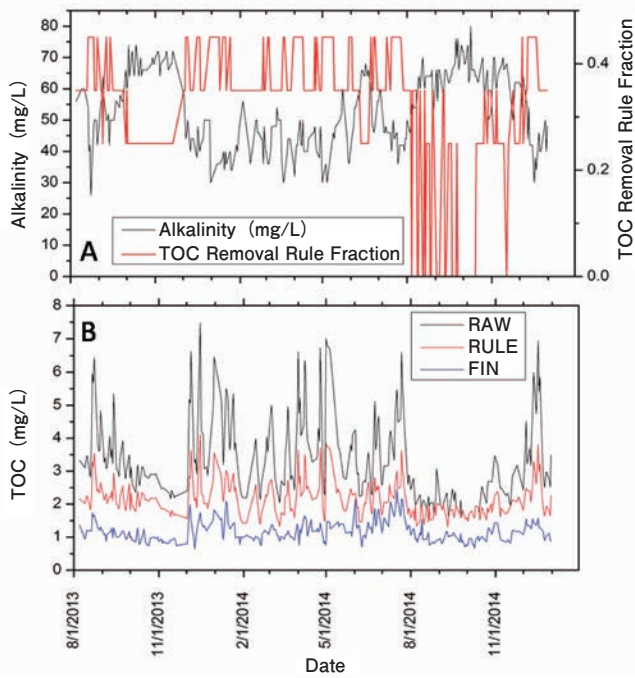 80
70
60
50
40
30
20
10
0
Alkalinity (mg/L)
0.4
0.2
0.0
TOC Removal Rule Fraction
A
Alkalinity (mg/L)
TOC Removal Rule Fraction
8
7
6
5
4
3
2
1
0
TOC (mg/L)
B
RAW
RULE
FIN
8/1/2013
11/1/2013
2/1/2014
5/1/2014
8/1/2014
11/1/2014
Date